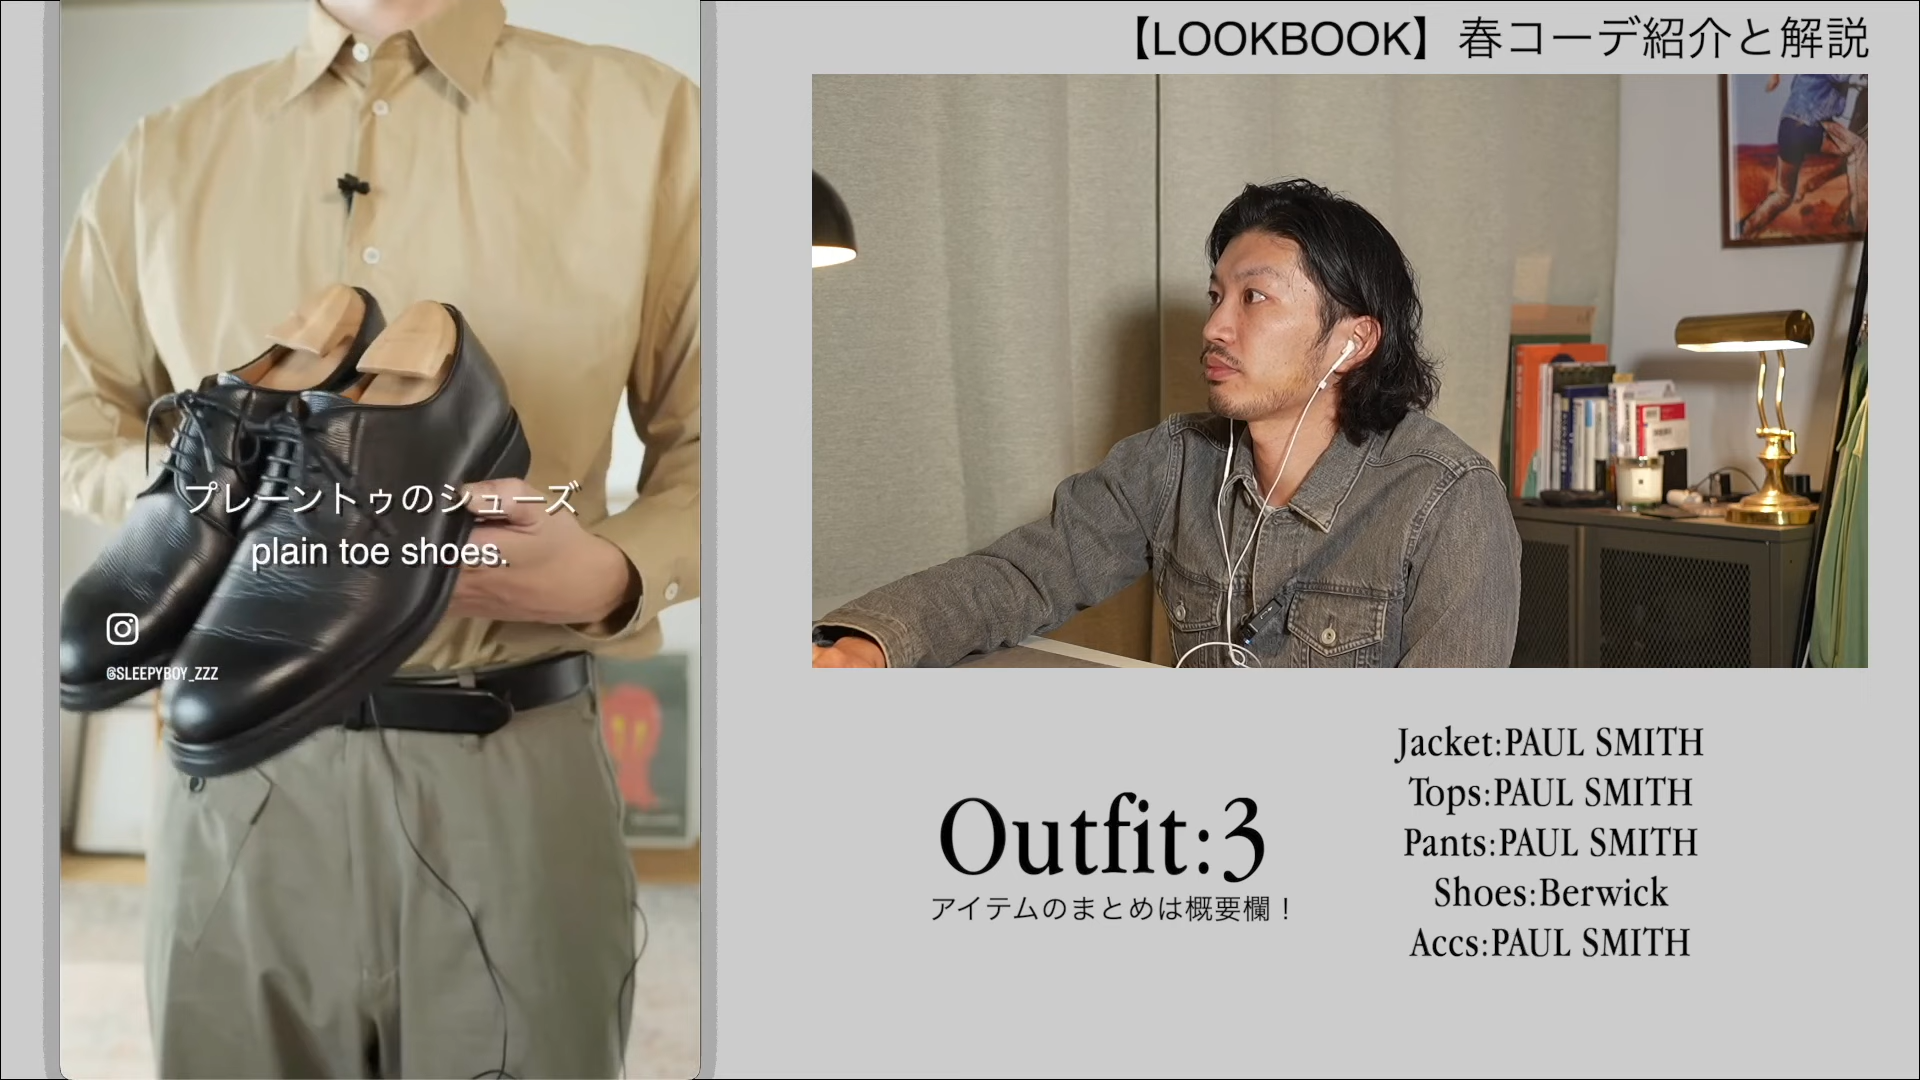 【LOOKBOOK】春コーデ紹介と解説
プレーントゥのシューズ
plain toe shoes.
@SLEEPYBOY_ZZZ
Outfit:3
アイテムのまとめは概要欄！
Jacket:PAUL SMITH
Tops:PAUL SMITH
Pants:PAUL SMITH
Shoes:Berwick
Accs:PAUL SMITH